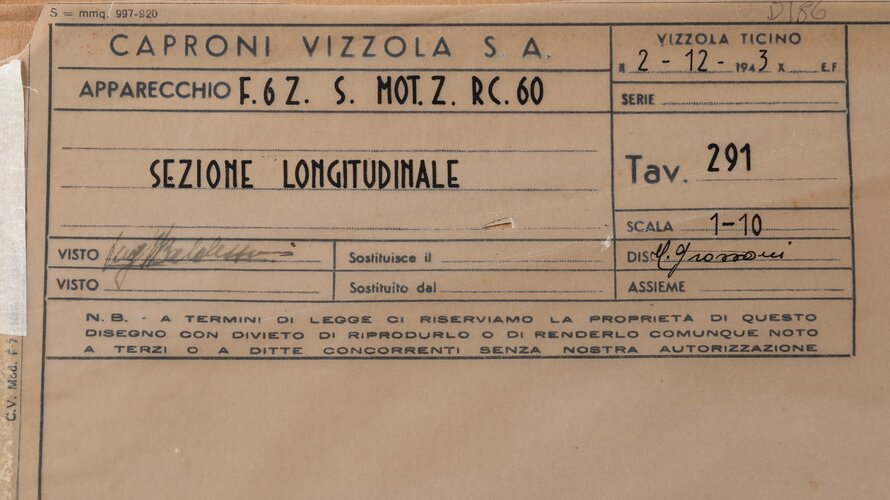 S = mmq. 997-820
D186
CAPRONI VIZZOLA S A.
VIZZOLA TICINO
il 2 - 12 - 1943 X E.F.
APPARECCHIO F.6 Z. S. MOT. Z. RC. 60
SERIE
SEZIONE LONGITUDINALE
Tav. 291
SCALA 1-10
VISTO
Sostituisce il
DIS.
VISTO
Sostituito dal
ASSIEME
N. B. - A TERMINI DI LEGGE CI RISERVIAMO LA PROPRIETA DI QUESTO
DISEGNO CON DIVIETO DI RIPRODURLO O DI RENDERLO COMUNQUE NOTO
A TERZI O A DITTE CONCORRENTI SENZA NOSTRA AUTORIZZAZIONE
C.V. Mod. F 7